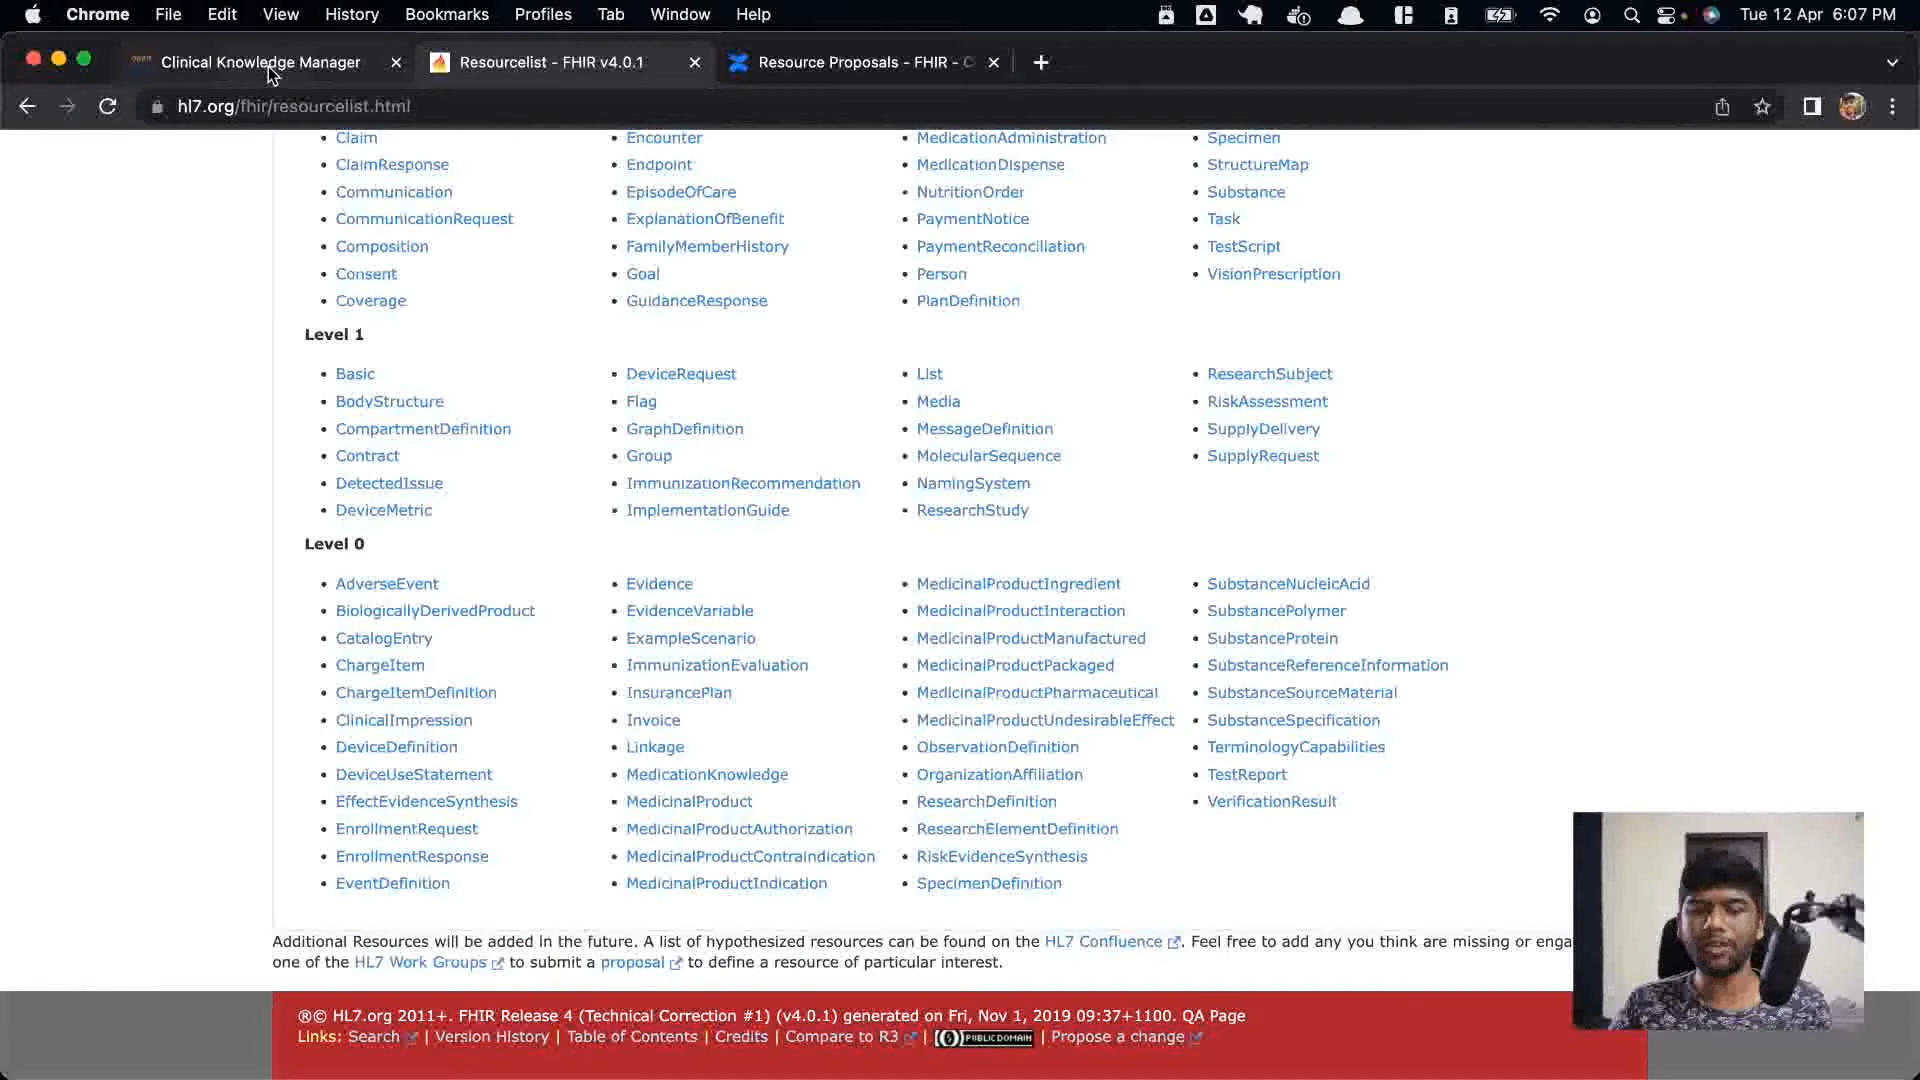 Chrome File Edit View History Bookmarks Profiles Tab Window Help Tue 12 Apr 6:07 PM
Clinical Knowledge Manager Resourcelist - FHIR v4.0.1 Resource Proposals - FHIR -
hl7.org/fhir/resourcelist.html
Claim Encounter MedicationAdministration Specimen
ClaimResponse Endpoint MedicationDispense StructureMap
Communication EpisodeOfCare NutritionOrder Substance
CommunicationRequest ExplanationOfBenefit PaymentNotice Task
Composition FamilyMemberHistory PaymentReconciliation TestScript
Consent Goal Person VisionPrescription
Coverage GuidanceResponse PlanDefinition
Level 1
Basic DeviceRequest List ResearchSubject
BodyStructure Flag Media RiskAssessment
CompartmentDefinition GraphDefinition MessageDefinition SupplyDelivery
Contract Group MolecularSequence SupplyRequest
DetectedIssue ImmunizationRecommendation NamingSystem
DeviceMetric ImplementationGuide ResearchStudy
Level 0
AdverseEvent Evidence MedicinalProductIngredient SubstanceNucleicAcid
BiologicallyDerivedProduct EvidenceVariable MedicinalProductInteraction SubstancePolymer
CatalogEntry ExampleScenario MedicinalProductManufactured SubstanceProtein
ChargeItem ImmunizationEvaluation MedicinalProductPackaged SubstanceReferenceInformation
ChargeItemDefinition InsurancePlan MedicinalProductPharmaceutical SubstanceSourceMaterial
ClinicalImpression Invoice MedicinalProductUndesirableEffect SubstanceSpecification
DeviceDefinition Linkage ObservationDefinition TerminologyCapabilities
DeviceUseStatement MedicationKnowledge OrganizationAffiliation TestReport
EffectEvidenceSynthesis MedicinalProduct ResearchDefinition VerificationResult
EnrollmentRequest MedicinalProductAuthorization ResearchElementDefinition
EnrollmentResponse MedicinalProductContraindication RiskEvidenceSynthesis
EventDefinition MedicinalProductIndication SpecimenDefinition
Additional Resources will be added in the future. A list of hypothesized resources can be found on the HL7 Confluence. Feel free to add any you think are missing or enga
one of the HL7 Work Groups to submit a proposal to define a resource of particular interest.
®© HL7.org 2011+. FHIR Release 4 (Technical Correction #1) (v4.0.1) generated on Fri, Nov 1, 2019 09:37+1100. QA Page
Links: Search | Version History | Table of Contents | Credits | Compare to R3 | PUBLIC DOMAIN | Propose a change